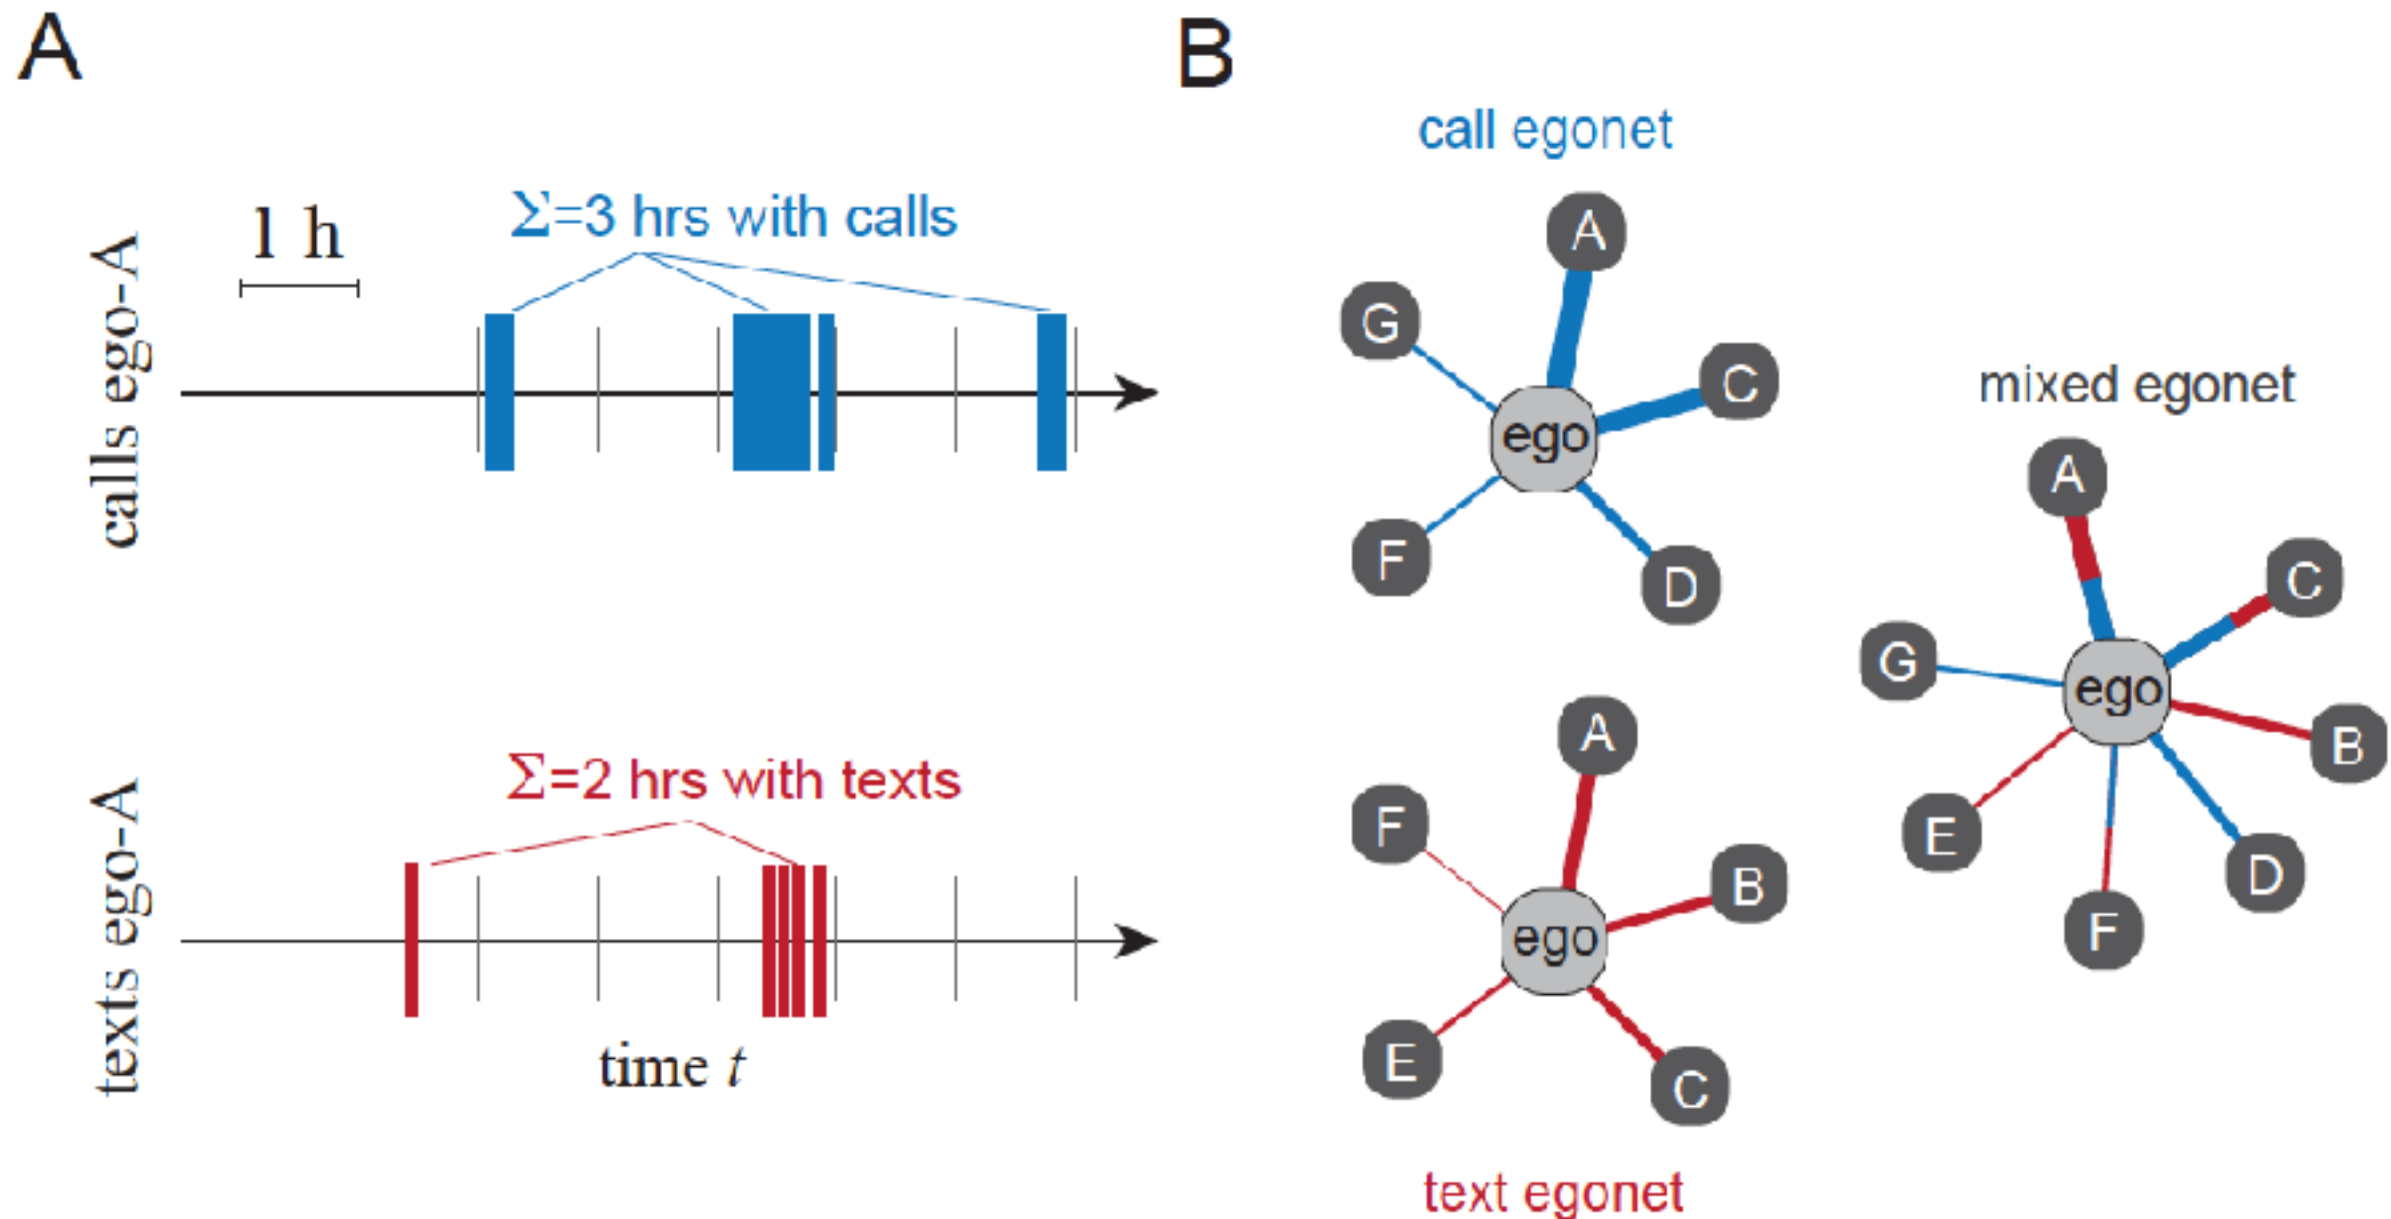 A
calls ego-A
1 h
Σ=3 hrs with calls
texts ego-A
Σ=2 hrs with texts
time t
B
call egonet
A
G
C
ego
F
D
mixed egonet
A
C
G
ego
B
E
D
F
A
F
B
ego
E
C
text egonet